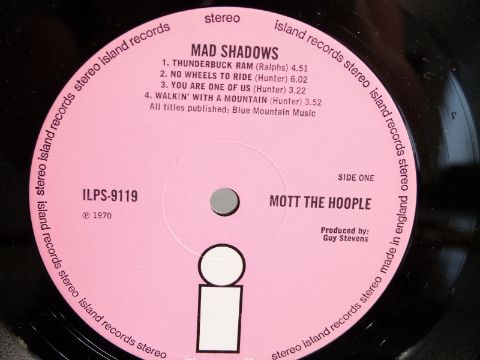 stereo island records stereo island records stereo island records stereo island records made in england
MAD SHADOWS
1. THUNDERBUCK RAM (Ralphs) 4.51
2. NO WHEELS TO RIDE (Hunter) 6.02
3. YOU ARE ONE OF US (Hunter) 3.22
4. WALKIN' WITH A MOUNTAIN (Hunter) 3.52
All titles published: Blue Mountain Music
SIDE ONE
ILPS-9119
MOTT THE HOOPLE
℗ 1970
Produced by:
Guy Stevens
island records stereo island records stereo
i